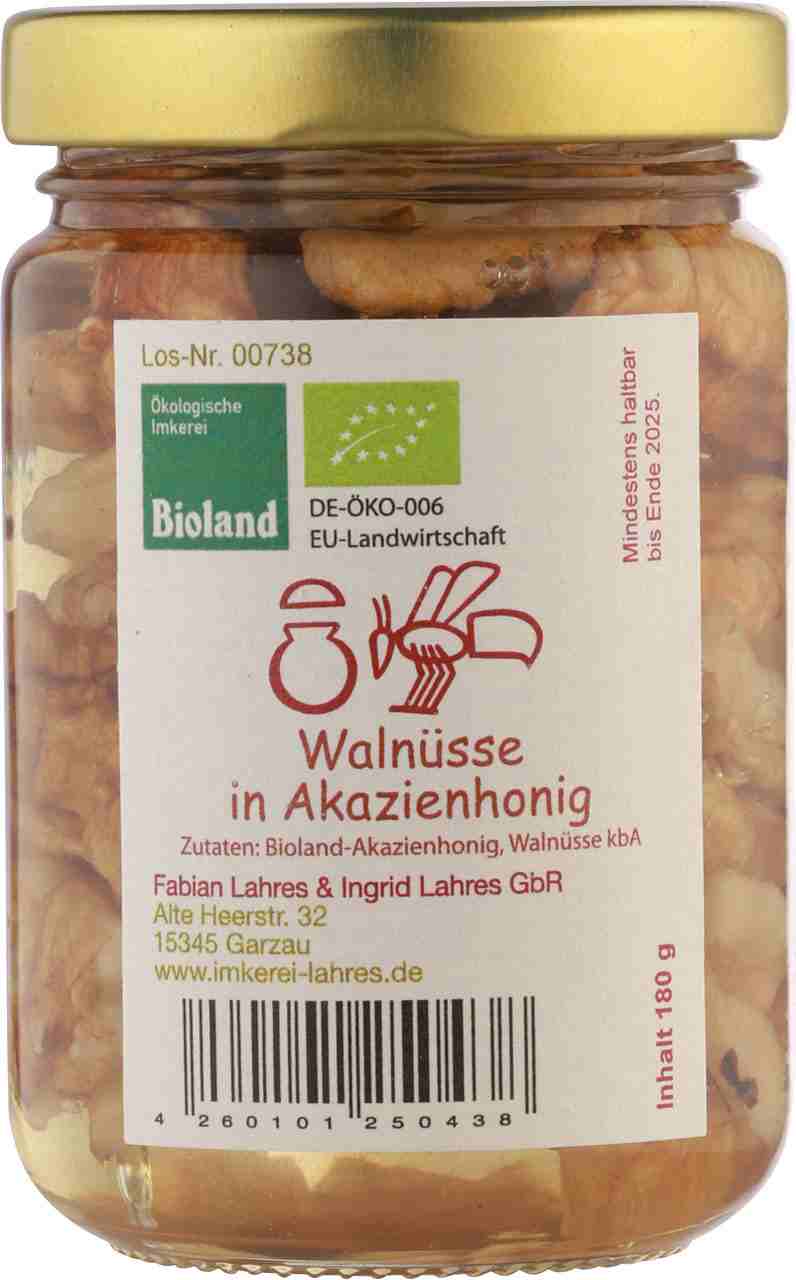 Los-Nr. 00738
Ökologische
Imkerei
Bioland
DE-ÖKO-006
EU-Landwirtschaft
Mindestens haltbar
bis Ende 2025.
Walnüsse
in Akazienhonig
Zutaten: Bioland-Akazienhonig, Walnüsse kbA
Fabian Lahres & Ingrid Lahres GbR
Alte Heerstr. 32
15345 Garzau
www.imkerei-lahres.de
Inhalt 180 g
4 260101 250438